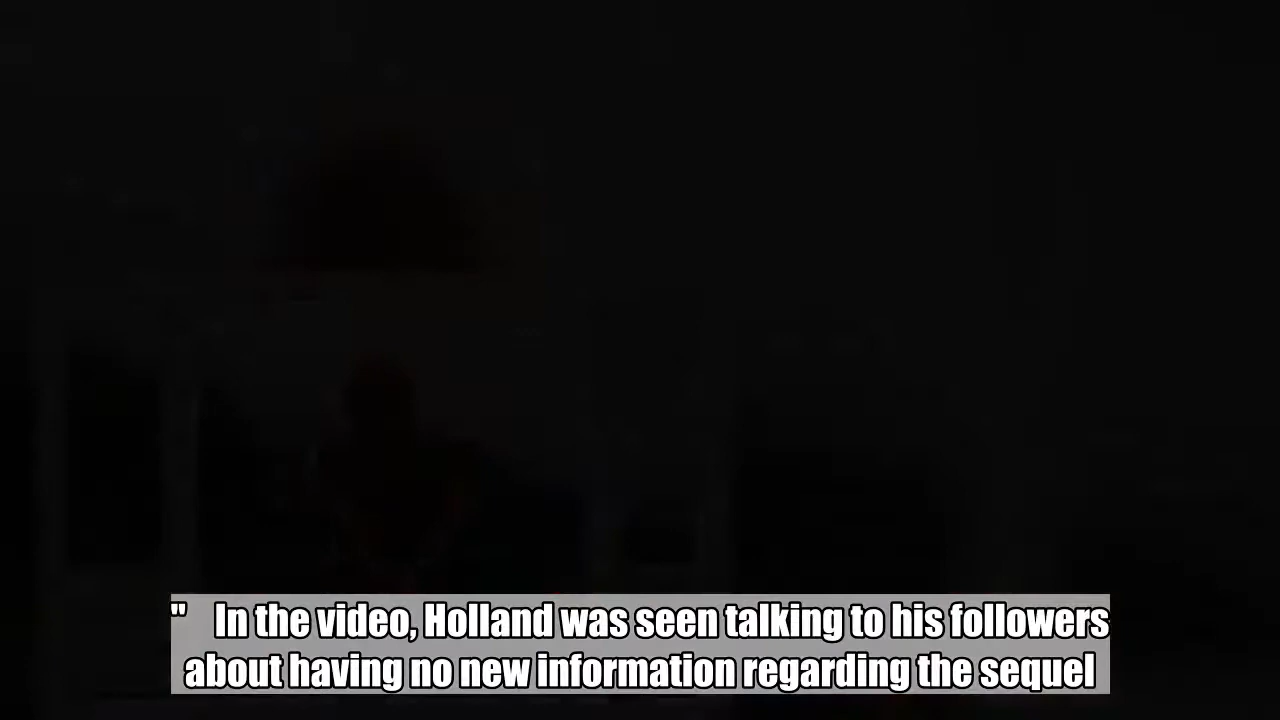 " In the video, Holland was seen talking to his followers
about having no new information regarding the sequel